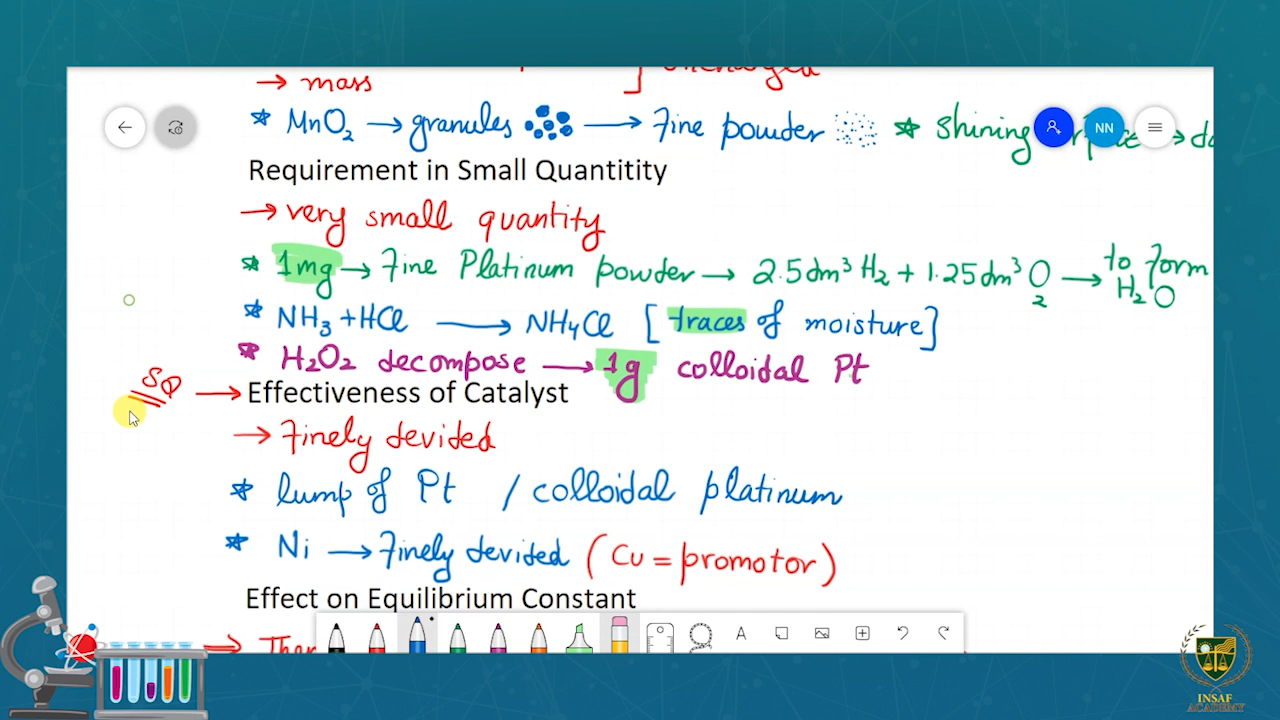 → mass
* MnO2 → granules → Fine powder * Shining
Requirement in Small Quantitity
→ very small quantity
* 1mg → Fine Platinum powder → 2.5dm³ H2 + 1.25dm³ O2 → to form H2O
* NH3 + HCl → NH4Cl [traces of moisture]
* H2O2 decompose → 1g colloidal Pt
SQ → Effectiveness of Catalyst
→ Finely devided
* lump of Pt / colloidal platinum
* Ni → Finely devided (Cu = promotor)
Effect on Equilibrium Constant
NN
A
INSAF
ACADEMY